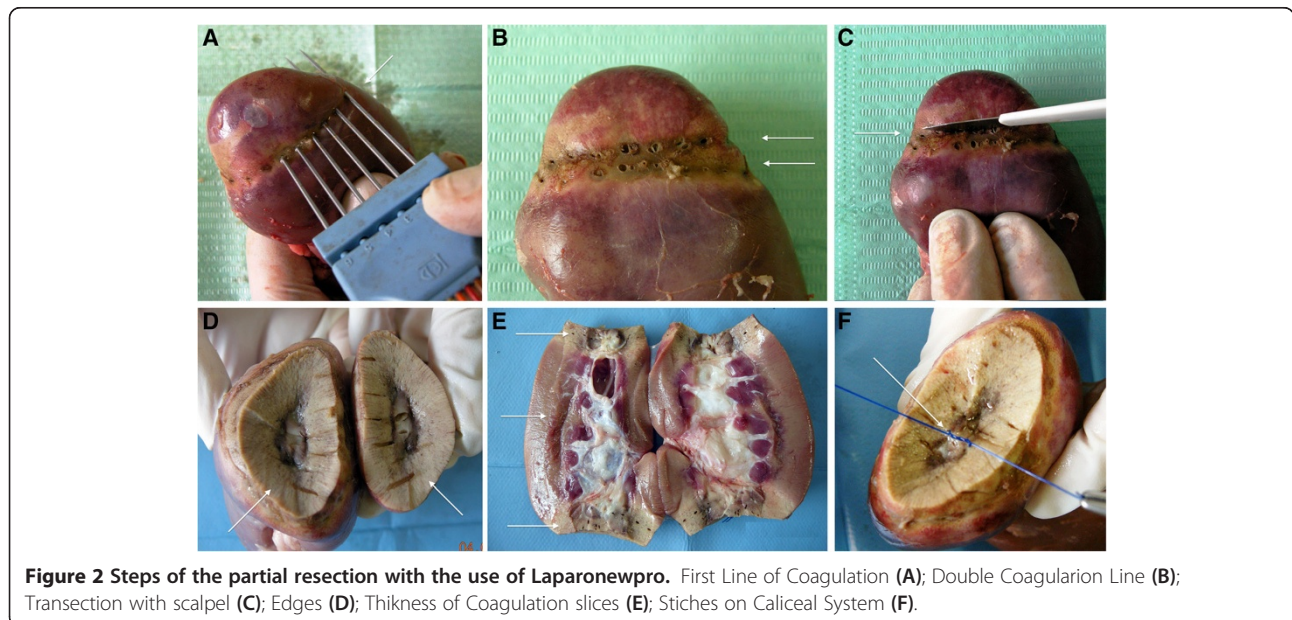 A
B
C
D
E
F
Figure 2 Steps of the partial resection with the use of Laparonewpro. First Line of Coagulation (A); Double Coagularion Line (B);
Transection with scalpel (C); Edges (D); Thikness of Coagulation slices (E); Stiches on Caliceal System (F).